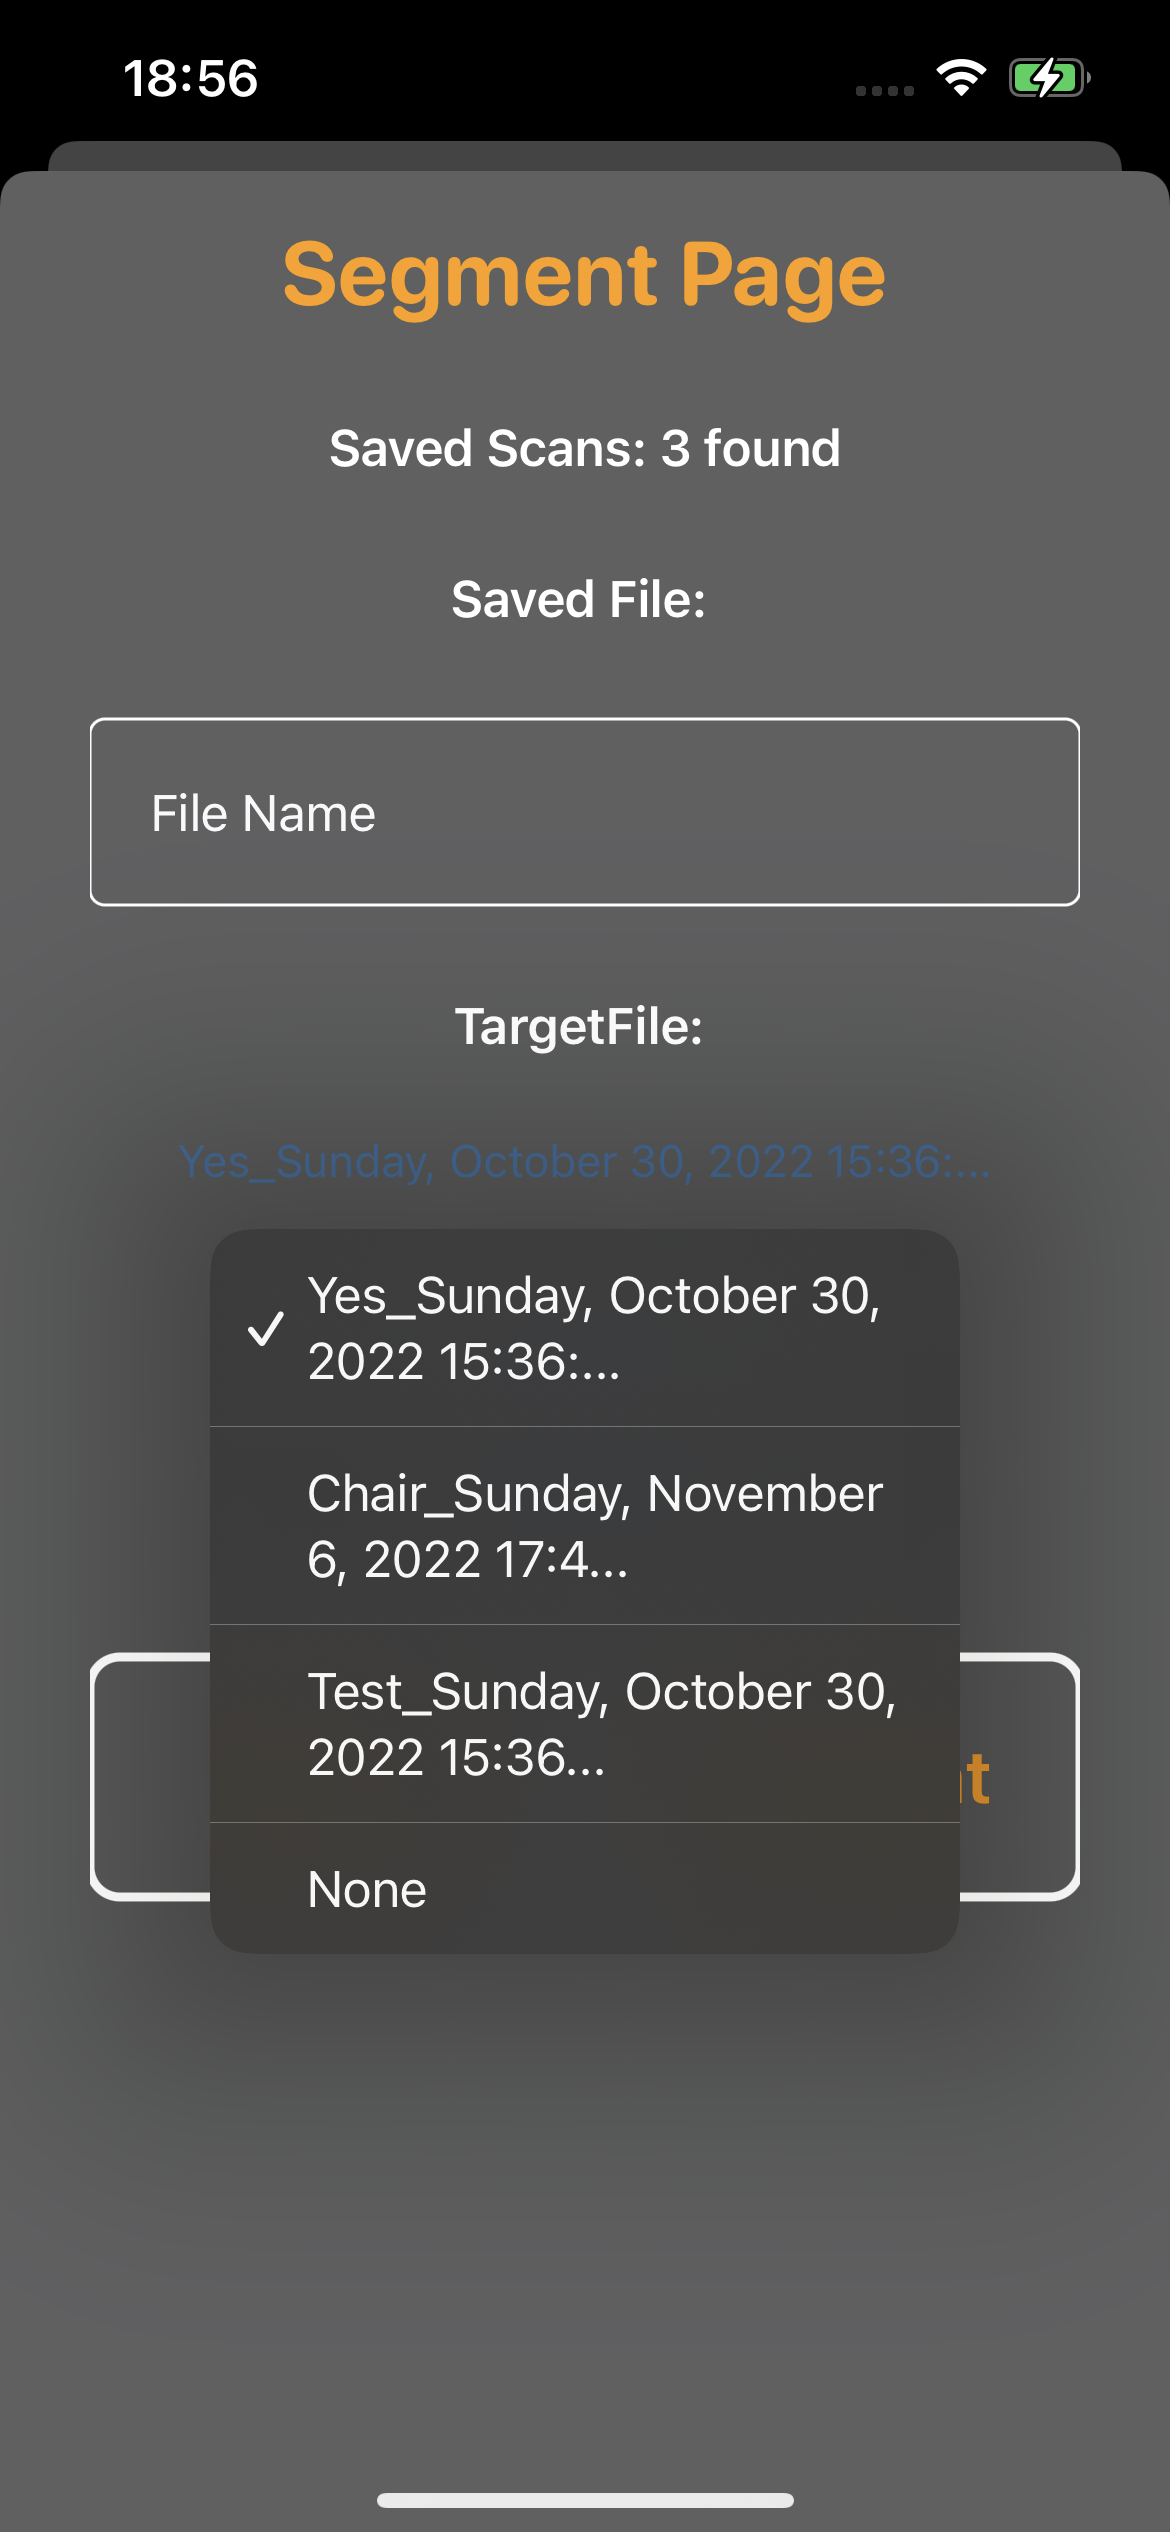 18:56
Segment Page
Saved Scans: 3 found
Saved File:
File Name
TargetFile:
Yes_Sunday, October 30, 2022 15:36:...
Yes_Sunday, October 30,
2022 15:36:...
Chair_Sunday, November
6, 2022 17:4...
Test_Sunday, October 30,
2022 15:36...
None